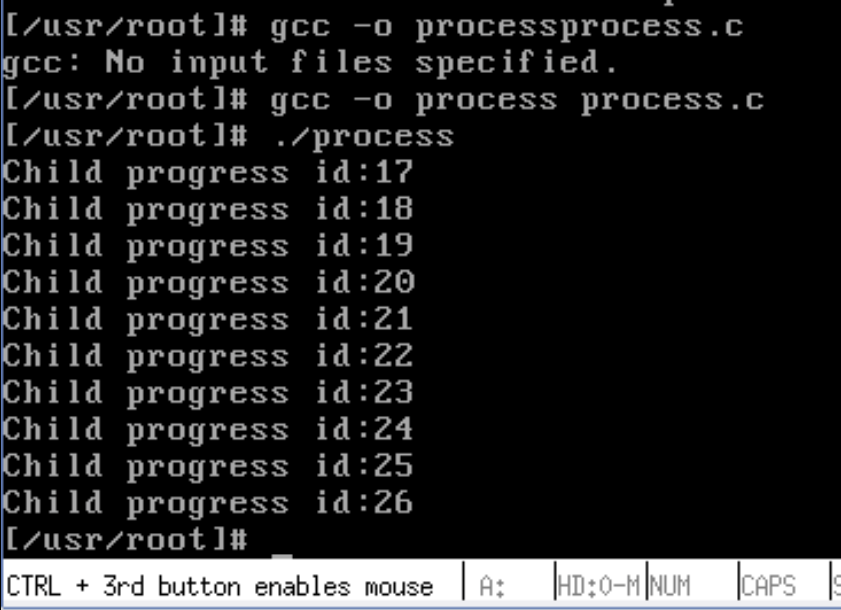 [/usr/root]# gcc -o processprocess.c
gcc: No input files specified.
[/usr/root]# gcc -o process process.c
[/usr/root]# ./process
Child progress id:17
Child progress id:18
Child progress id:19
Child progress id:20
Child progress id:21
Child progress id:22
Child progress id:23
Child progress id:24
Child progress id:25
Child progress id:26
[/usr/root]# _
CTRL + 3rd button enables mouse A: HD:0-M NUM CAPS